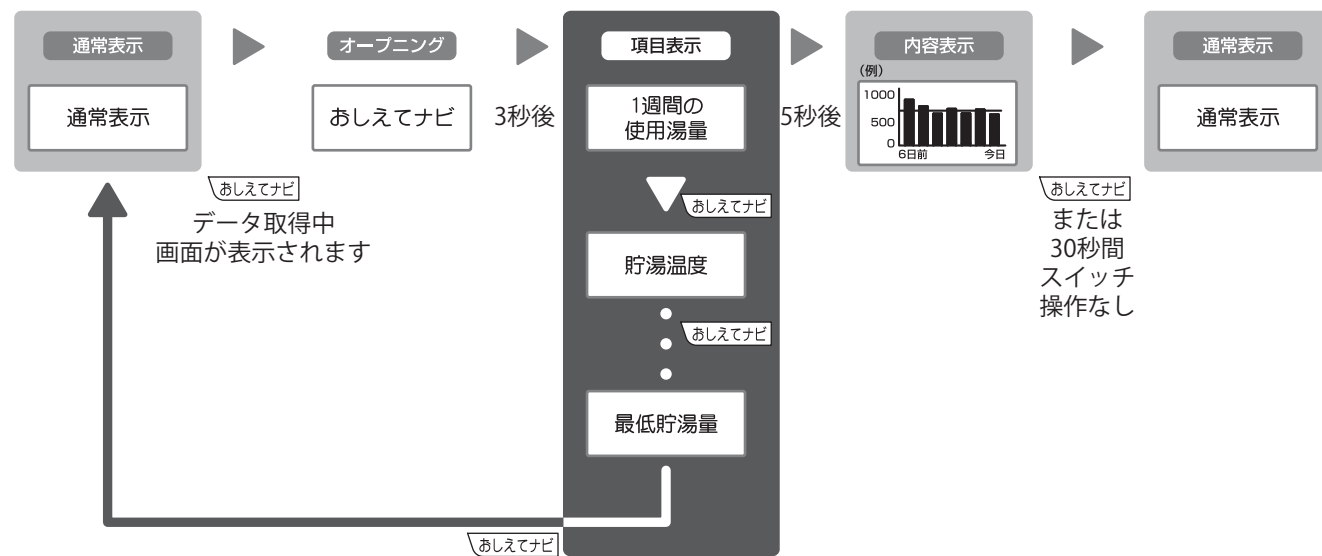 通常表示
通常表示
おしえてナビ
データ取得中
画面が表示されます
オープニング
おしえてナビ
3秒後
項目表示
1週間の
使用湯量
おしえてナビ
貯湯温度
おしえてナビ
最低貯湯量
おしえてナビ
5秒後
内容表示
(例)
1000
500
0
6日前
今日
おしえてナビ
または
30秒間
スイッチ
操作なし
通常表示
通常表示